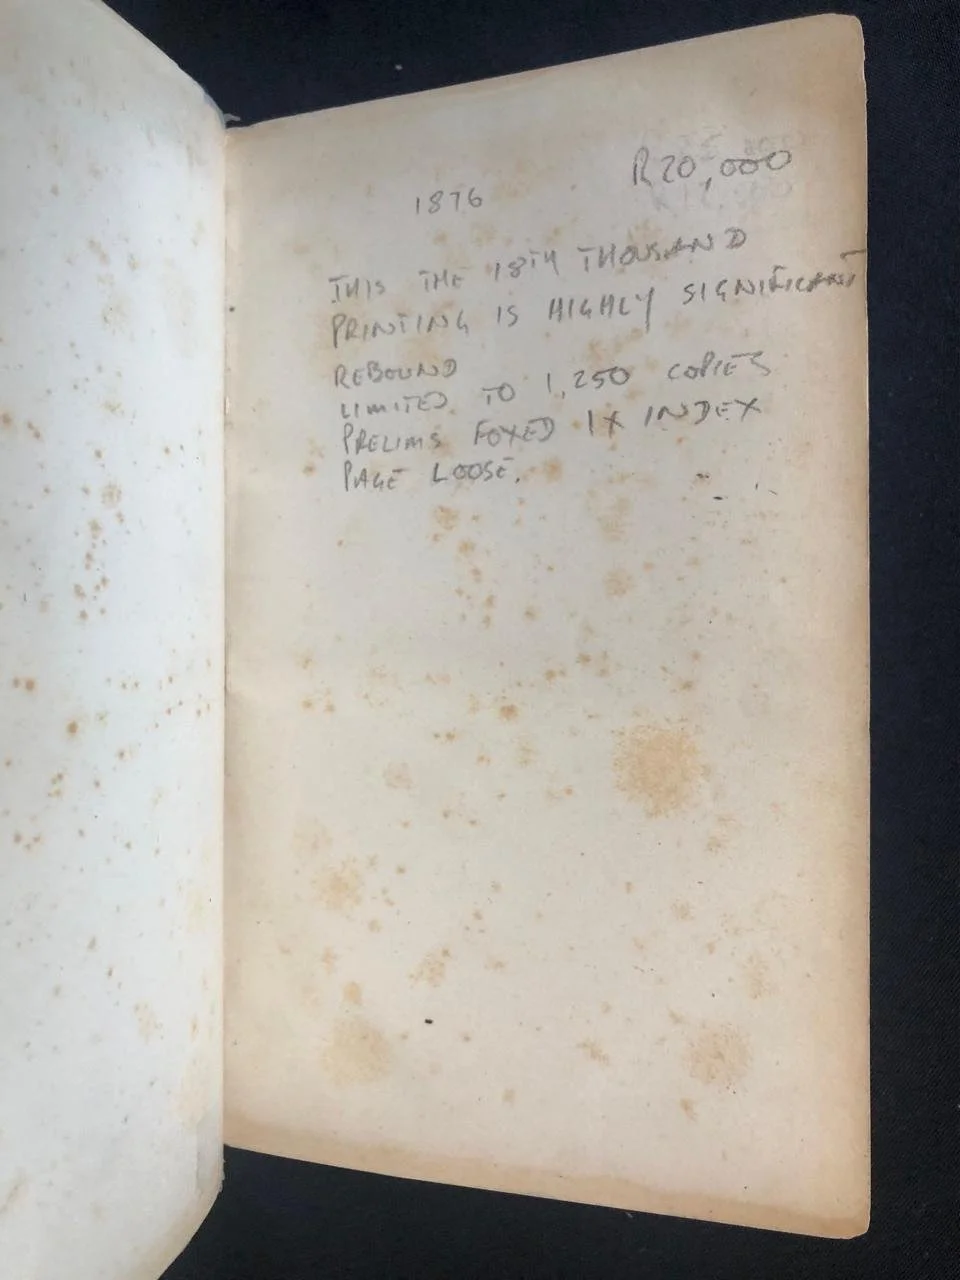 R20,000
1876
THIS THE 18TH THOUSAND
PRINTING IS HIGHLY SIGNIFICANT
REBOUND
LIMITED TO 1,250 COPIES
PRELIMS FOXED 1X INDEX
PAGE LOOSE.